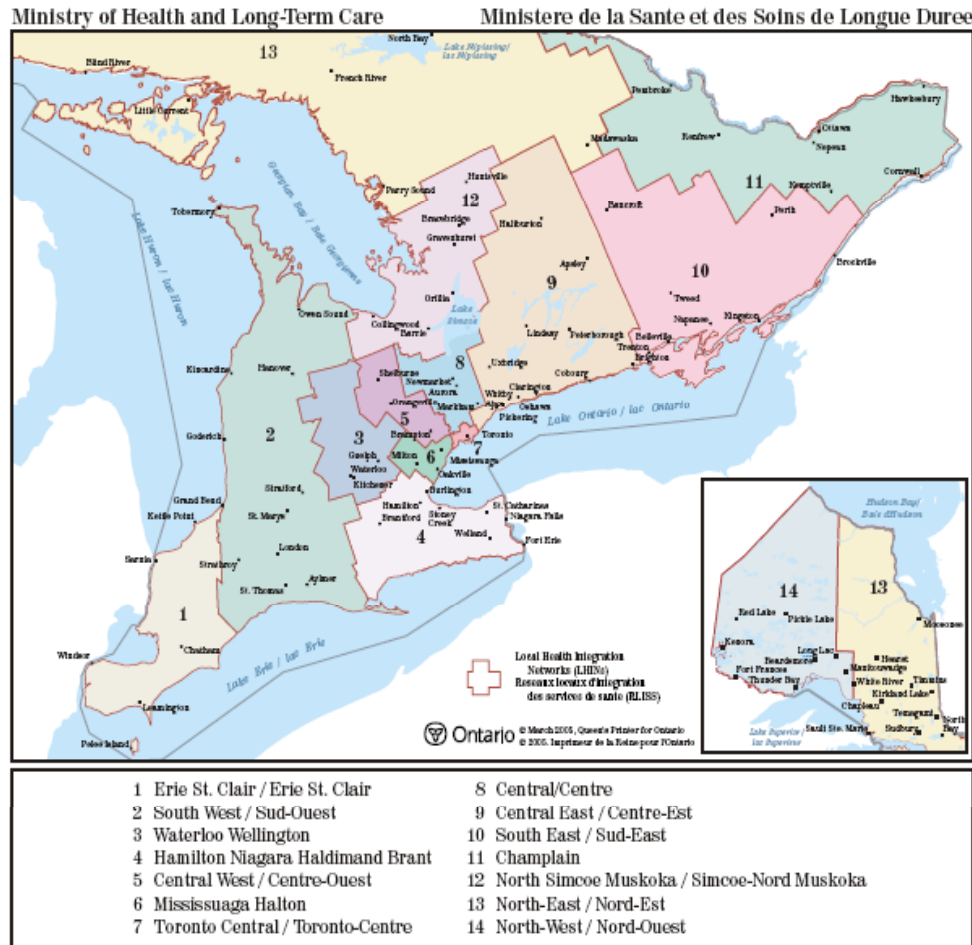 Ministry of Health and Long-Term Care
Ministere de la Sante et des Soins de Longue Duree
13
North Bay
Lake Nipissing/
lac Nipissing
Blind River
French River
Little Current
Pembroke
Hawkesbury
Ottawa
Renfrew
Nepean
Madawaska
Cornwall
Kemptville
11
Perth
Parry Sound
Huntsville
12
Bracebridge
Gravenhurst
Haliburton
Bancroft
Tobermory
Georgian Bay / Baie Georgienne
Lake Huron / lac Huron
Brockville
Apsley
10
9
Orillia
Lake
Simcoe
Tweed
Napanee
Kingston
Owen Sound
Collingwood
Barrie
Lindsay
Peterborough
Belleville
Trenton
Brighton
8
Uxbridge
Cobourg
Kincardine
Hanover
Shelburne
Newmarket
Aurora
Clarington
Whitby
Orangeville
Markham
Ajax
Oshawa
Pickering
Lake Ontario / lac Ontario
5
Brampton
Toronto
7
Goderich
2
3
6
Guelph
Milton
Mississauga
Waterloo
Oakville
Kitchener
Stratford
Burlington
Grand Bend
Kettle Point
St. Marys
Hamilton
Brantford
Stoney
Creek
St. Catharines
Niagara Falls
Welland
4
Fort Erie
London
Sarnia
Strathroy
St. Thomas
Aylmer
1
Chatham
Windsor
Leamington
Pelee Island
Lake Erie / lac Erie
Local Health Integration
Networks (LHINs)
Reseaux locaux d'integration
des services de sante (RLISS)
Ontario
© March 2005, Queen's Printer for Ontario
© 2005, Imprimeur de la Reine pour l'Ontario
Hudson Bay/
Baie d'Hudson
14
13
Red Lake
Pickle Lake
Moosonee
Kenora
Long Lac
Hearst
Beardmore
Fort Frances
Manitouwadge
Thunder Bay
White River
Timmins
Kirkland Lake
Chapleau
Temagami
North
Bay
Lake Superior /
lac Superieur
Sault Ste. Marie
Sudbury
1 Erie St. Clair / Erie St. Clair
2 South West / Sud-Ouest
3 Waterloo Wellington
4 Hamilton Niagara Haldimand Brant
5 Central West / Centre-Ouest
6 Missisuaga Halton
7 Toronto Central / Toronto-Centre
8 Central/Centre
9 Central East / Centre-Est
10 South East / Sud-East
11 Champlain
12 North Simcoe Muskoka / Simcoe-Nord Muskoka
13 North-East / Nord-Est
14 North-West / Nord-Ouest